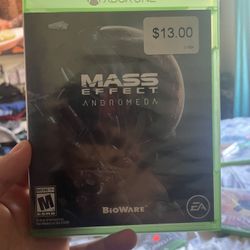 XBOX ONE
$13.00
MASS
EFFECT
ANDROMEDA
M
BIOWARE
EA